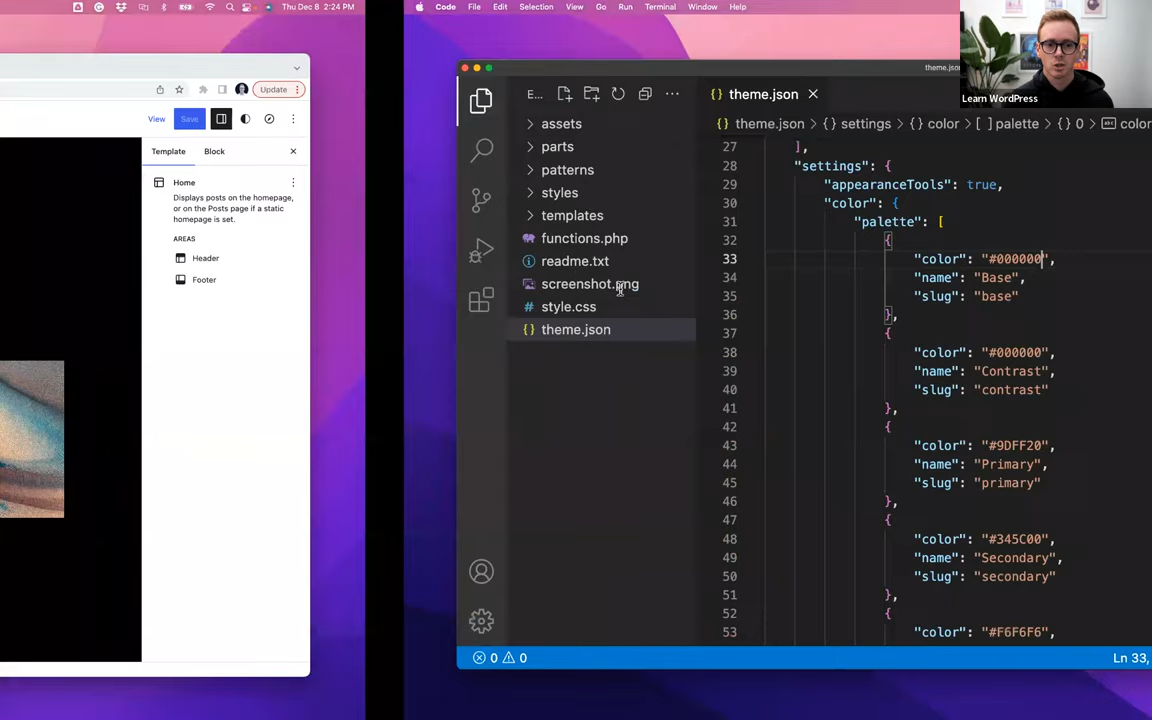 Thu Dec 8 2:24 PM
Update
View
Save
Template
Block
Home
Displays posts on the homepage,
or on the Posts page if a static
homepage is set.
AREAS
Header
Footer
Code File Edit Selection View Go Run Terminal Window Help
theme.json
Learn WordPress
E...
assets
parts
patterns
styles
templates
functions.php
readme.txt
screenshot.png
style.css
theme.json
theme.json
theme.json > {} settings > {} color > [ ] palette > {} 0 > abc color
27 ],
28 "settings": {
29 "appearanceTools": true,
30 "color": {
31 "palette": [
32 {
33 "color": "#000000",
34 "name": "Base",
35 "slug": "base"
36 },
37 {
38 "color": "#000000",
39 "name": "Contrast",
40 "slug": "contrast"
41 },
42 {
43 "color": "#9DFF20",
44 "name": "Primary",
45 "slug": "primary"
46 },
47 {
48 "color": "#345C00",
49 "name": "Secondary",
50 "slug": "secondary"
51 },
52 {
53 "color": "#F6F6F6",
0 0
Ln 33,